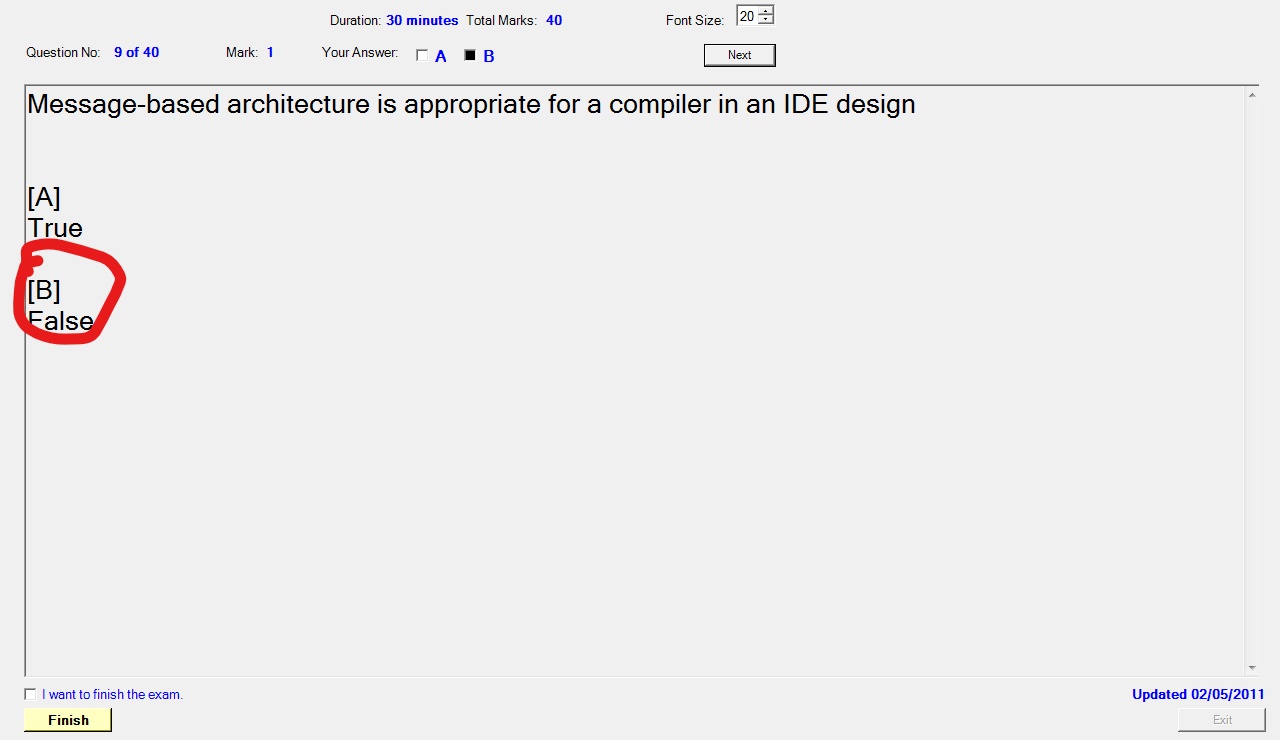 Duration: 30 minutes Total Marks: 40 Font Size: 20
Question No: 9 of 40 Mark: 1 Your Answer: A B Next
Message-based architecture is appropriate for a compiler in an IDE design
[A]
True
[B]
False
I want to finish the exam. Updated 02/05/2011
Finish Exit